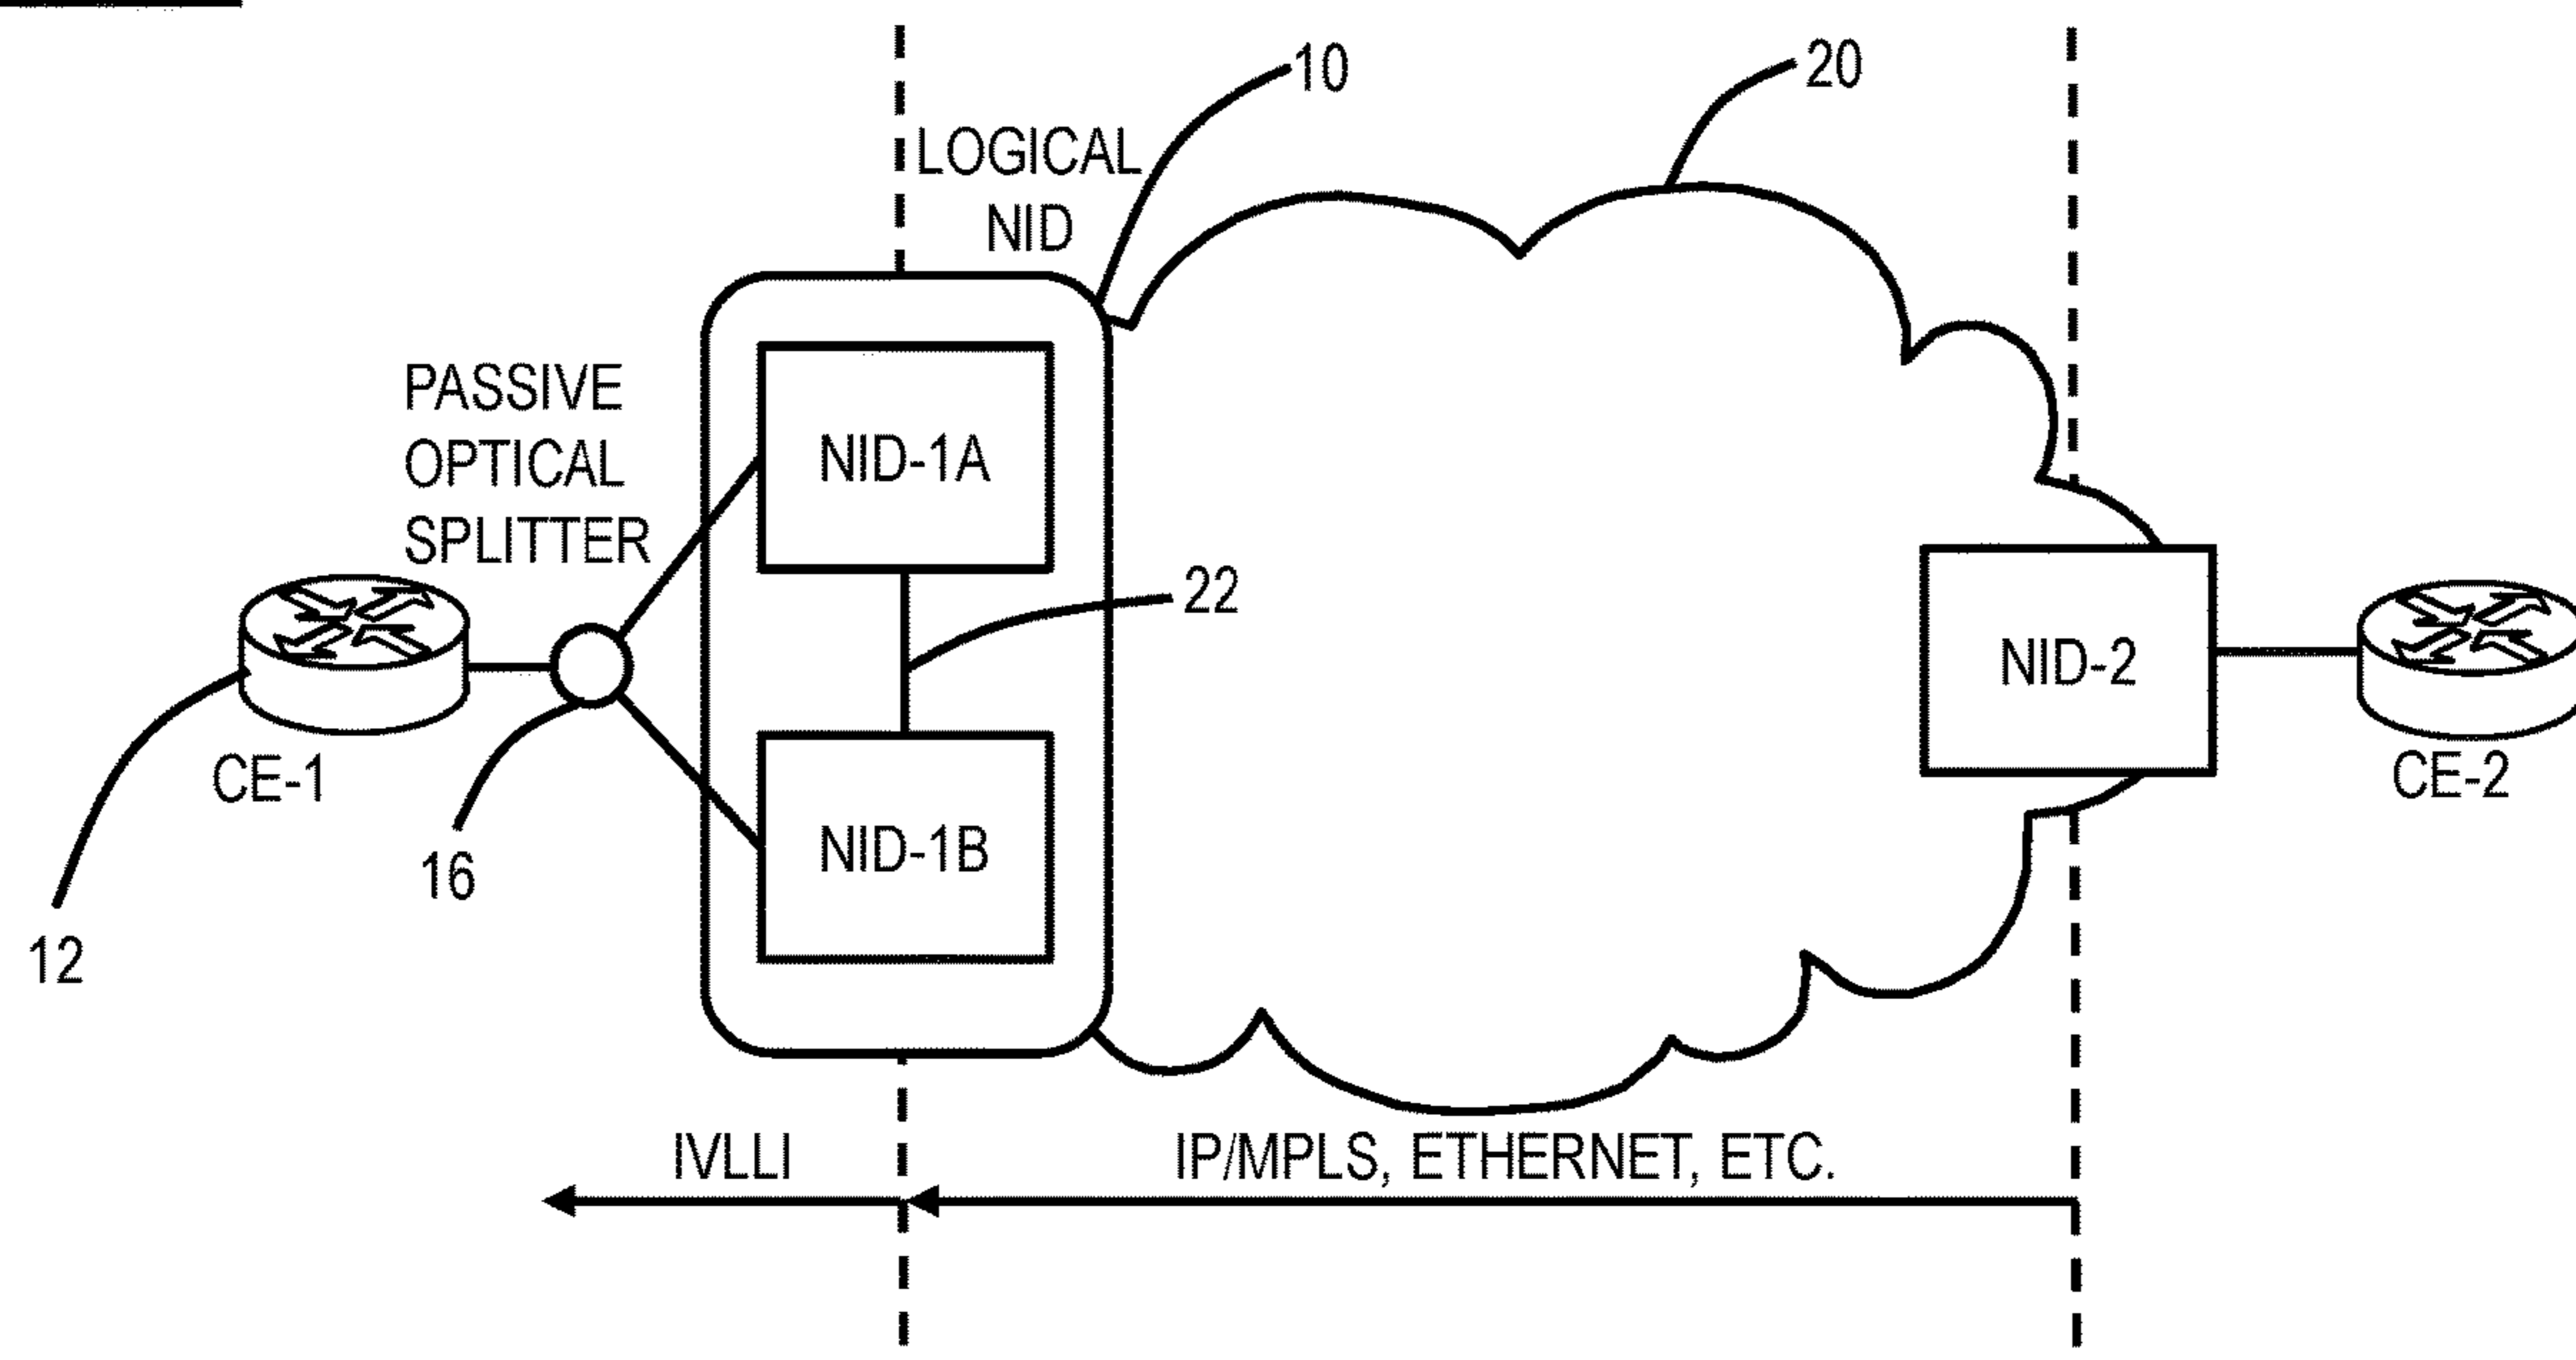 10
20
LOGICAL
NID
PASSIVE
OPTICAL
SPLITTER
NID-1A
22
NID-2
CE-1
CE-2
16
NID-1B
12
IVLLI
IP/MPLS, ETHERNET, ETC.